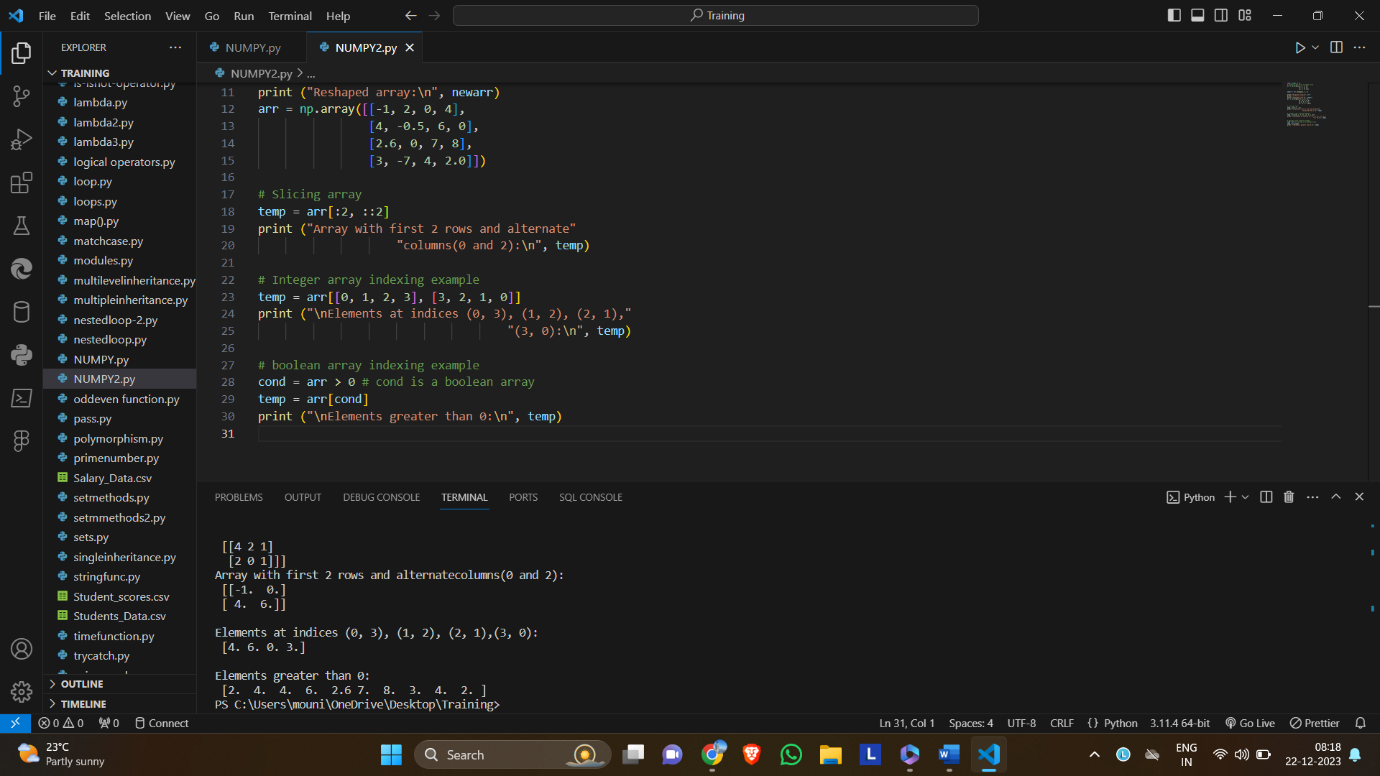 File Edit Selection View Go Run Terminal Help
Training
EXPLORER
TRAINING
is-isnot-operator.py
lambda.py
lambda2.py
lambda3.py
logical operators.py
loop.py
loops.py
map().py
matchcase.py
modules.py
multilevelinheritance.py
multipleinheritance.py
nestedloop-2.py
nestedloop.py
NUMPY.py
NUMPY2.py
oddeven function.py
pass.py
polymorphism.py
primenumber.py
Salary_Data.csv
setmethods.py
setmmethods2.py
sets.py
singleinheritance.py
stringfunc.py
Student_scores.csv
Students_Data.csv
timefunction.py
trycatch.py
OUTLINE
TIMELINE
NUMPY.py NUMPY2.py
NUMPY2.py > ...
11 print ("Reshaped array:\n", newarr)
12 arr = np.array([[-1, 2, 0, 4],
13 [4, -0.5, 6, 0],
14 [2.6, 0, 7, 8],
15 [3, -7, 4, 2.0]])
16
17 # Slicing array
18 temp = arr[:2, ::2]
19 print ("Array with first 2 rows and alternate"
20 "columns(0 and 2):\n", temp)
21
22 # Integer array indexing example
23 temp = arr[[0, 1, 2, 3], [3, 2, 1, 0]]
24 print ("\nElements at indices (0, 3), (1, 2), (2, 1),"
25 "(3, 0):\n", temp)
26
27 # boolean array indexing example
28 cond = arr > 0 # cond is a boolean array
29 temp = arr[cond]
30 print ("\nElements greater than 0:\n", temp)
31
PROBLEMS OUTPUT DEBUG CONSOLE TERMINAL PORTS SQL CONSOLE
Python
[[4 2 1]
[2 0 1]]]
Array with first 2 rows and alternatecolumns(0 and 2):
[[-1. 0.]
[ 4. 6.]]
Elements at indices (0, 3), (1, 2), (2, 1),(3, 0):
[4. 6. 0. 3.]
Elements greater than 0:
[2. 4. 4. 6. 2.6 7. 8. 3. 4. 2. ]
PS C:\Users\mouni\OneDrive\Desktop\Training>
0 0 0 Connect
Ln 31, Col 1 Spaces: 4 UTF-8 CRLF {} Python 3.11.4 64-bit Go Live Prettier
23°C
Partly sunny
Search
L
ENG
IN
08:18
22-12-2023